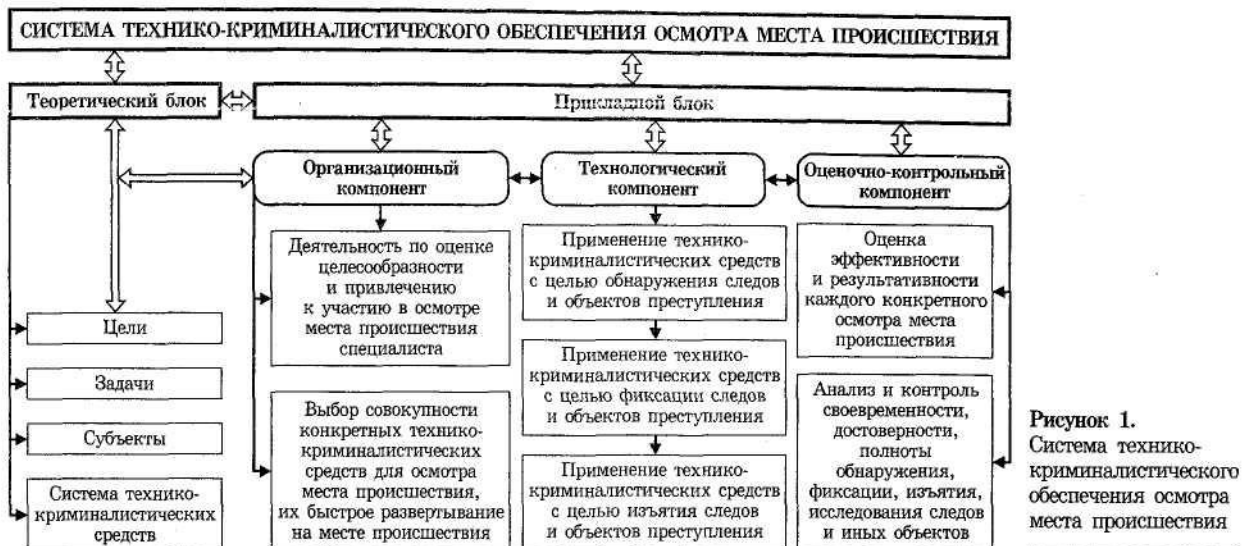 СИСТЕМА ТЕХНИКО-КРИМИНАЛИСТИЧЕСКОГО ОБЕСПЕЧЕНИЯ ОСМОТРА МЕСТА ПРОИСШЕСТВИЯ
Теоретический блок
Прикладной блок
Организационный
компонент
Технологический
компонент
Оценочно-контрольный
компонент
Цели
Задачи
Субъекты
Система технико-
криминалистических
средств
Деятельность по оценке
целесообразности
и привлечению
к участию в осмотре
места происшествия
специалиста
Выбор совокупности
конкретных технико-
криминалистических
средств для осмотра
места происшествия,
их быстрое развертывание
на месте происшествия
Применение технико-
криминалистических средств
с целью обнаружения следов
и объектов преступления
Применение технико-
криминалистических средств
с целью фиксации следов
и объектов преступления
Применение технико-
криминалистических средств
с целью изъятия следов
и объектов преступления
Оценка
эффективности
и результативности
каждого конкретного
осмотра места
происшествия
Анализ и контроль
своевременности,
достоверности,
полноты
обнаружения,
фиксации, изъятия,
исследования следов
и иных объектов
Рисунок 1.
Система технико-
криминалистического
обеспечения осмотра
места происшествия